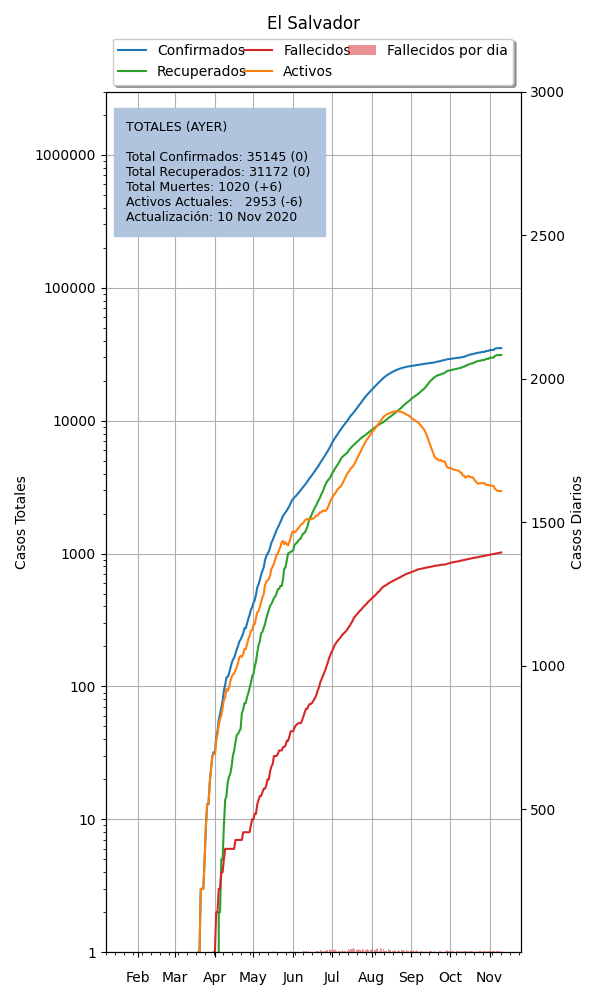 El Salvador
Confirmados Fallecidos Fallecidos por dia
Recuperados Activos
TOTALES (AYER)
Total Confirmados: 35145 (0)
Total Recuperados: 31172 (0)
Total Muertes: 1020 (+6)
Activos Actuales: 2953 (-6)
Actualización: 10 Nov 2020
Casos Totales
1000000
100000
10000
1000
100
10
1
3000
2500
2000
1500
1000
500
Casos Diarios
Feb Mar Apr May Jun Jul Aug Sep Oct Nov